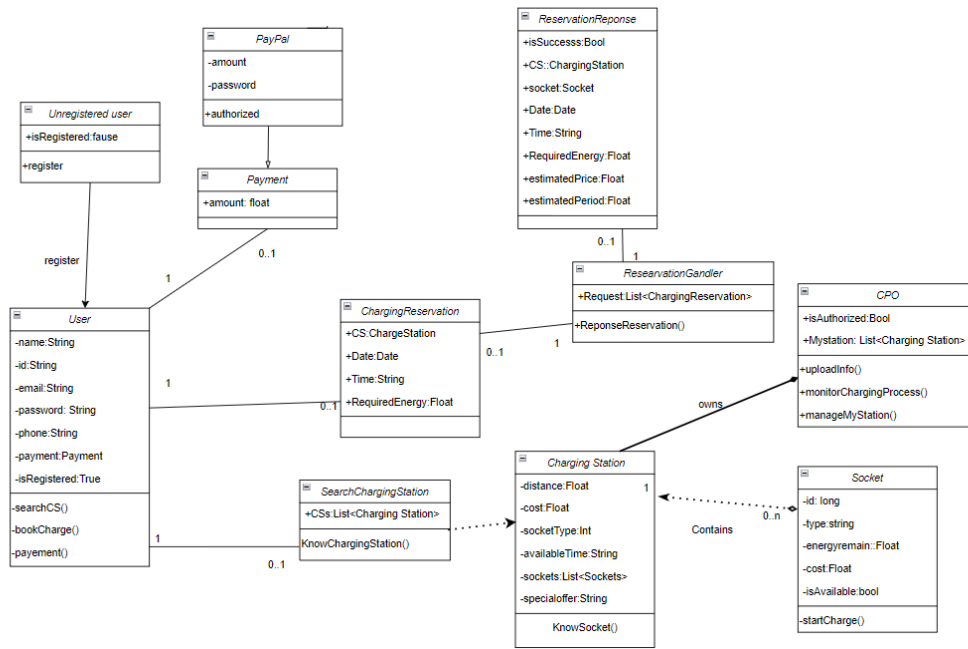 PayPal
-amount
-password
+authorized
ReservationReponse
+isSuccesss:Bool
+CS::ChargingStation
+socket:Socket
+Date:Date
+Time:String
+RequiredEnergy:Float
+estimatedPrice:Float
+estimatedPeriod:Float
Unregistered user
+isRegistered:fause
+register
Payment
+amount: float
register
1
0..1
0..1
1
ResearvationGandler
+Request:List<ChargingReservation>
+ReponseReservation()
User
-name:String
-id:String
-email:String
-password: String
-phone:String
-payment:Payment
-isRegistered:True
-searchCS()
-bookCharge()
-payement()
ChargingReservation
+CS:ChargeStation
+Date:Date
+Time:String
+RequiredEnergy:Float
0..1
1
1
0..1
CPO
+isAuthorized:Bool
+Mystation: List<Charging Station>
+uploadInfo()
+monitorChargingProcess()
+manageMyStation()
owns
SearchChargingStation
+CSs:List<Charging Station>
KnowChargingStation()
1
0..1
Charging Station
-distance:Float
-cost:Float
-socketType:Int
-availableTime:String
-sockets:List<Sockets>
-specialoffer:String
KnowSocket()
1
Contains
0..n
Socket
-id: long
-type:string
-energyremain::Float
-cost:Float
-isAvailable:bool
-startCharge()